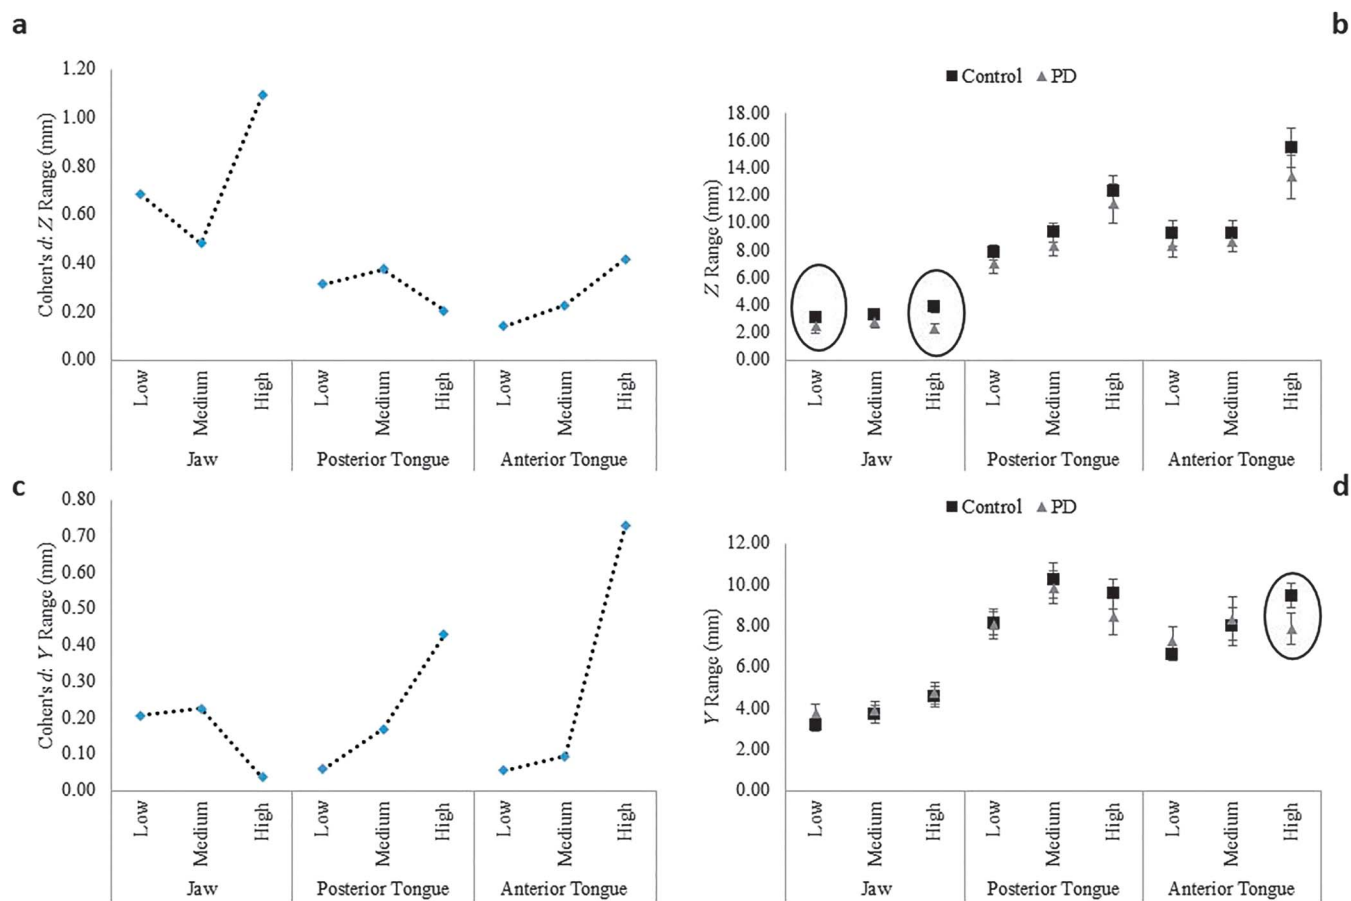 a
1.20
1.00
0.80
0.60
0.40
0.20
0.00
Cohen's d: Z Range (mm)
Low
Medium
High
Low
Medium
High
Low
Medium
High
Jaw
Posterior Tongue
Anterior Tongue
b
Control
PD
18.00
16.00
14.00
12.00
10.00
8.00
6.00
4.00
2.00
0.00
Z Range (mm)
Low
Medium
High
Low
Medium
High
Low
Medium
High
Jaw
Posterior Tongue
Anterior Tongue
c
0.80
0.70
0.60
0.50
0.40
0.30
0.20
0.10
0.00
Cohen's d: Y Range (mm)
Low
Medium
High
Low
Medium
High
Low
Medium
High
Jaw
Posterior Tongue
Anterior Tongue
d
Control
PD
12.00
10.00
8.00
6.00
4.00
2.00
0.00
Y Range (mm)
Low
Medium
High
Low
Medium
High
Low
Medium
High
Jaw
Posterior Tongue
Anterior Tongue